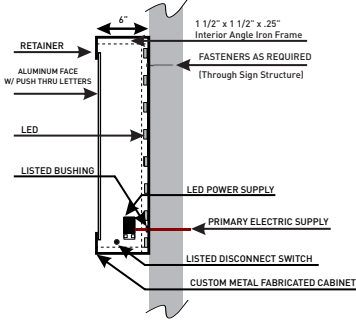 6"
1 1/2" x 1 1/2" x .25"
Interior Angle Iron Frame
RETAINER
FASTENERS AS REQUIRED
(Through Sign Structure)
ALUMINUM FACE
W/ PUSH THRU LETTERS
LED
LISTED BUSHING
LED POWER SUPPLY
PRIMARY ELECTRIC SUPPLY
LISTED DISCONNECT SWITCH
CUSTOM METAL FABRICATED CABINET